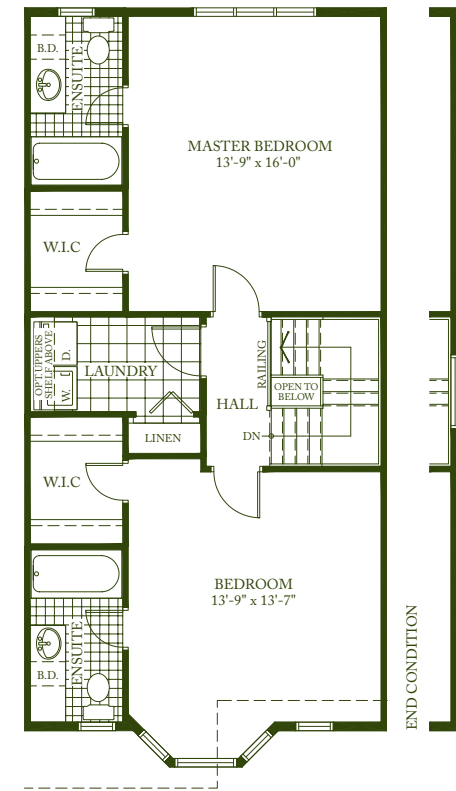 B.D.
ENSUITE
MASTER BEDROOM
13'-9" x 16'-0"
W.I.C
OPT. UPPERS
SHELF ABOVE
D.
W.
LAUNDRY
RAILING
OPEN TO
BELOW
HALL
LINEN
DN
W.I.C
BEDROOM
13'-9" x 13'-7"
ENSUITE
B.D.
END CONDITION